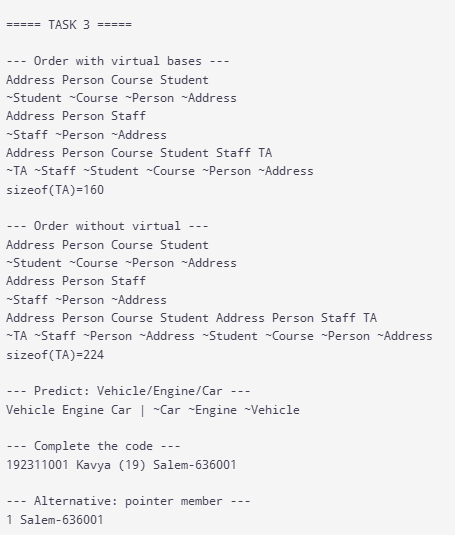 ===== TASK 3 =====
--- Order with virtual bases ---
Address Person Course Student
~Student ~Course ~Person ~Address
Address Person Staff
~Staff ~Person ~Address
Address Person Course Student Staff TA
~TA ~Staff ~Student ~Course ~Person ~Address
sizeof(TA)=160
--- Order without virtual ---
Address Person Course Student
~Student ~Course ~Person ~Address
Address Person Staff
~Staff ~Person ~Address
Address Person Course Student Address Person Staff TA
~TA ~Staff ~Person ~Address ~Student ~Course ~Person ~Address
sizeof(TA)=224
--- Predict: Vehicle/Engine/Car ---
Vehicle Engine Car | ~Car ~Engine ~Vehicle
--- Complete the code ---
192311001 Kavya (19) Salem-636001
--- Alternative: pointer member ---
1 Salem-636001